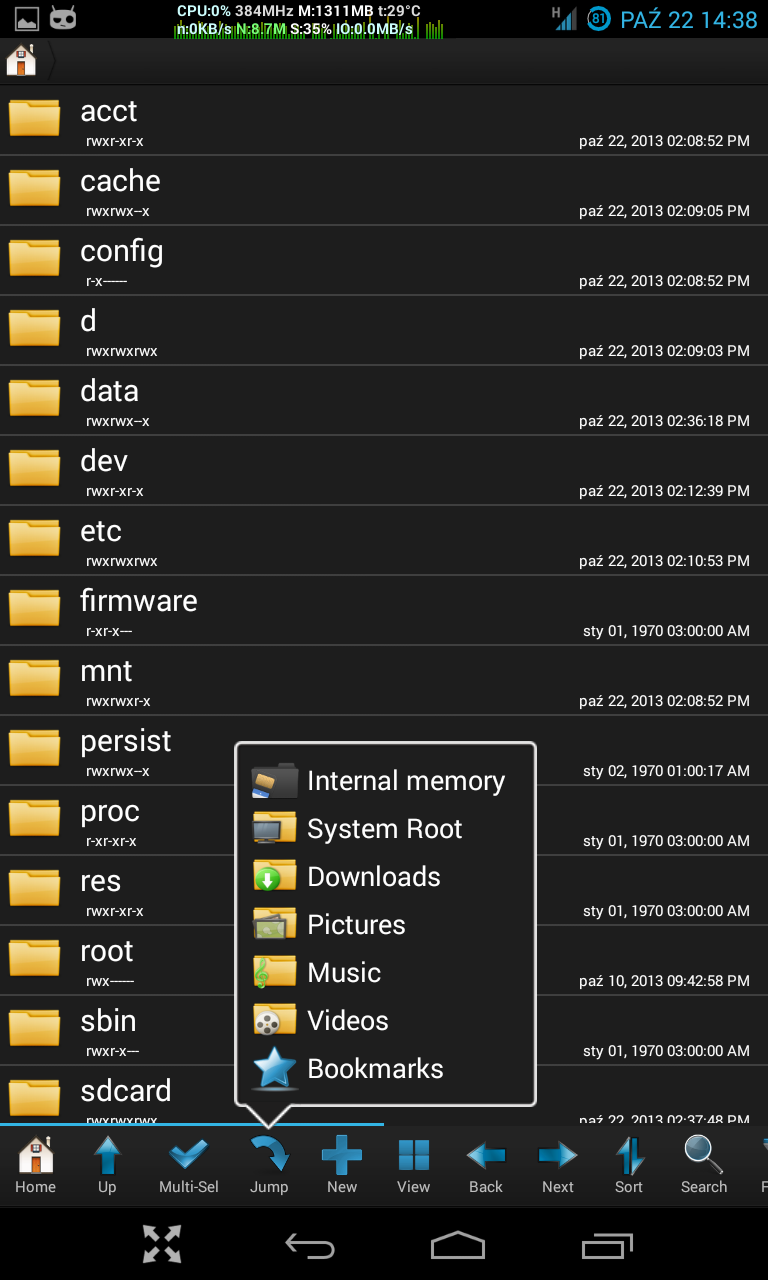 CPU:0% 384MHz M:1311MB t:29°C
n:0KB/s N:8.7M S:35% IO:0.0MB/s
H 81 PAŹ 22 14:38
acct
rwxr-xr-x paź 22, 2013 02:08:52 PM
cache
rwxrwx--x paź 22, 2013 02:09:05 PM
config
r-x------ paź 22, 2013 02:08:52 PM
d
rwxrwxrwx paź 22, 2013 02:09:03 PM
data
rwxrwx--x paź 22, 2013 02:36:18 PM
dev
rwxr-xr-x paź 22, 2013 02:12:39 PM
etc
rwxrwxrwx paź 22, 2013 02:10:53 PM
firmware
r-xr-x--- sty 01, 1970 03:00:00 AM
mnt
rwxrwxr-x paź 22, 2013 02:08:52 PM
persist
rwxrwx--x sty 02, 1970 01:00:17 AM
proc
r-xr-xr-x sty 01, 1970 03:00:00 AM
res
rwxr-xr-x sty 01, 1970 03:00:00 AM
root
rwx------ paź 10, 2013 09:42:58 PM
sbin
rwxr-x--- sty 01, 1970 03:00:00 AM
sdcard
rwxrwxrwx paź 22, 2013 02:37:48 PM
Internal memory
System Root
Downloads
Pictures
Music
Videos
Bookmarks
Home Up Multi-Sel Jump New View Back Next Sort Search F